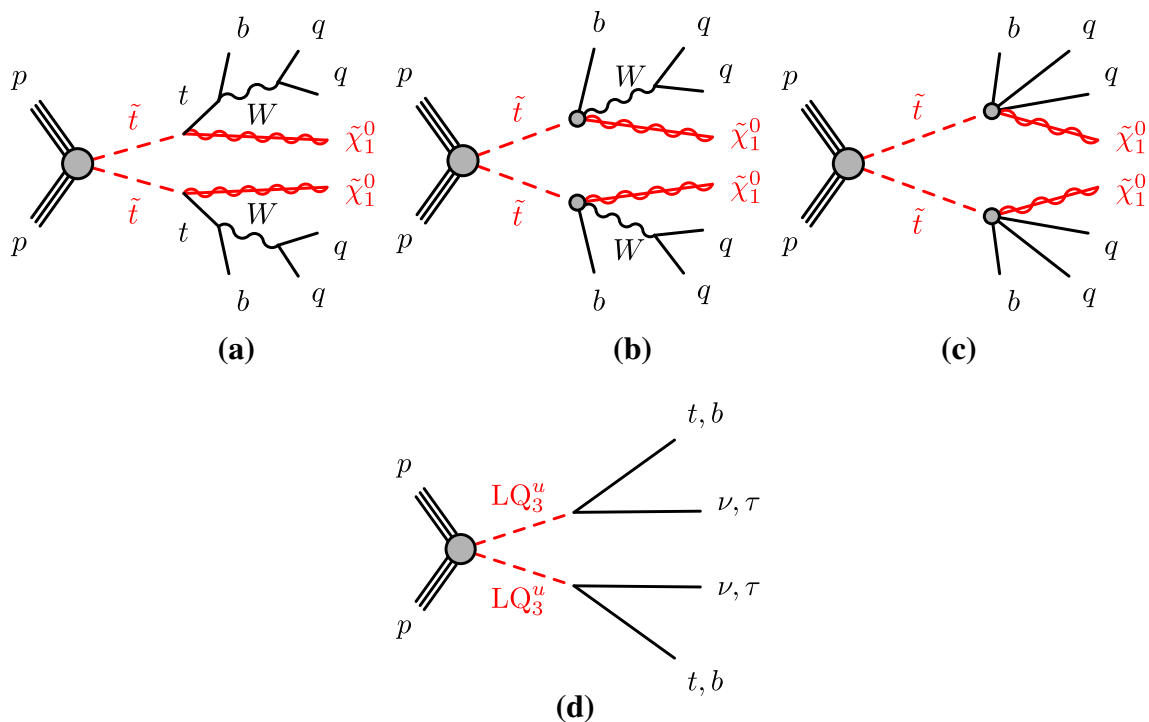 b q b q b q
p t W q p W q p q
t̃ W t̃ t̃
χ̃₁⁰ χ̃₁⁰ χ̃₁⁰
χ̃₁⁰ χ̃₁⁰ χ̃₁⁰
t̃ t W q t̃ W q t̃ q
p b q p b q p b q
(a) (b) (c)
t, b
p
LQ₃ᵘ ν, τ
LQ₃ᵘ ν, τ
p
t, b
(d)